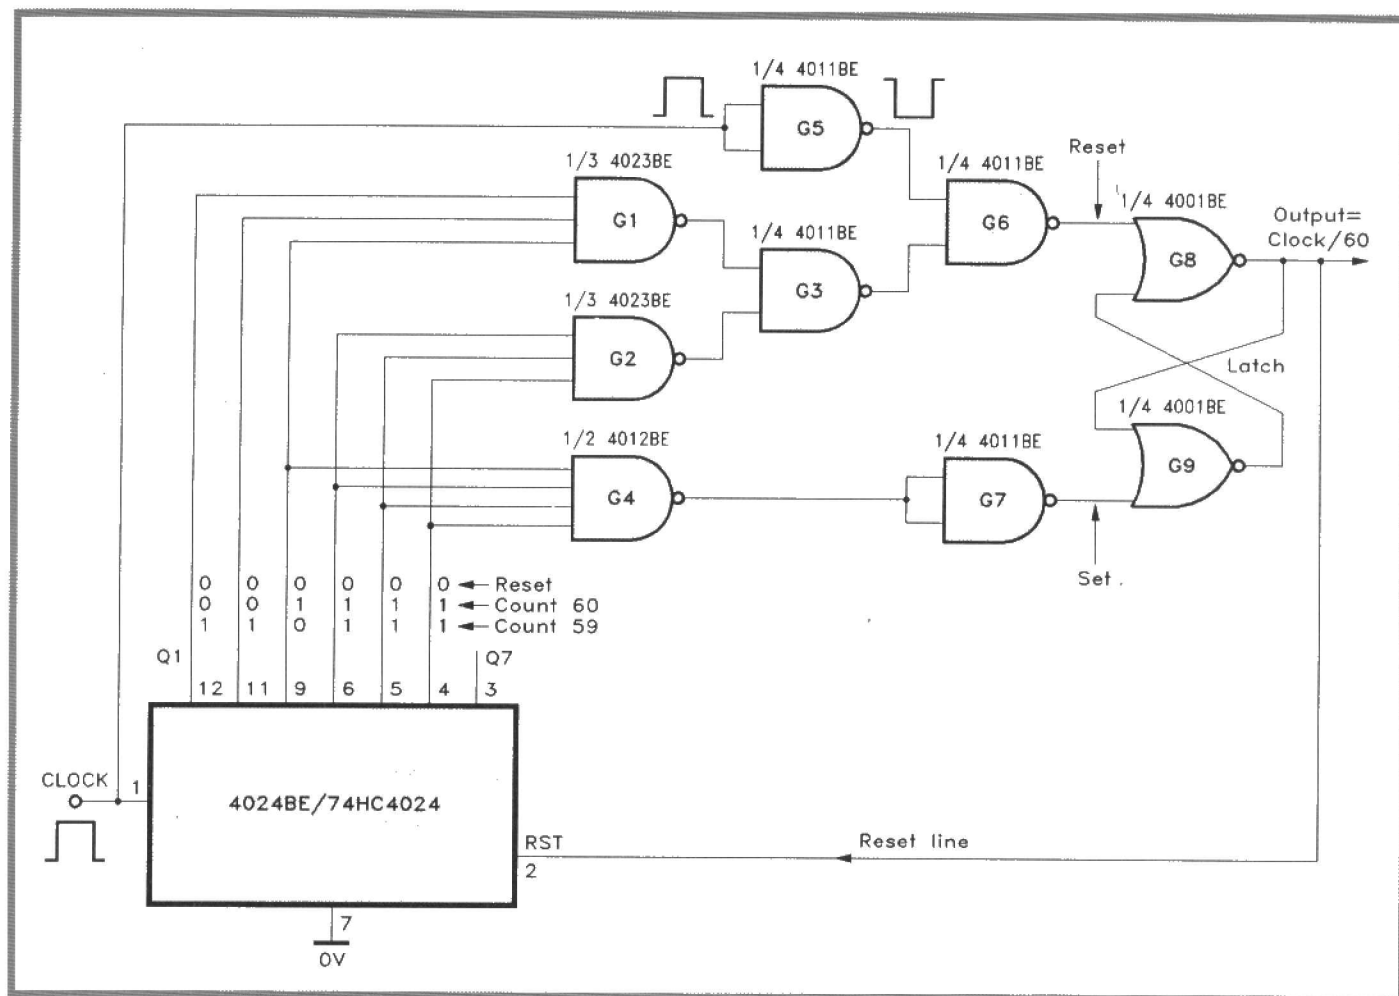 1/4 4011BE
G5
1/3 4023BE
G1
1/4 4011BE
G6
Reset
1/4 4001BE
G8
Output=
Clock/60
1/4 4011BE
G3
1/3 4023BE
G2
Latch
1/4 4001BE
G9
1/2 4012BE
G4
1/4 4011BE
G7
Set
0 0 0 0 0 0 Reset
0 0 1 1 1 1 Count 60
1 1 0 1 1 1 Count 59
Q1 Q7
12 11 9 6 5 4 3
CLOCK 1
4024BE/74HC4024
RST
2
Reset line
7
0V